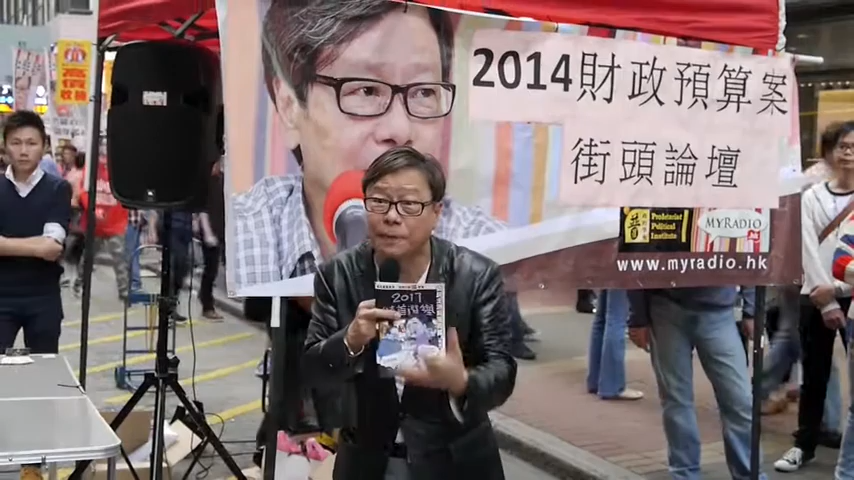 2014財政預算案
街頭論壇
普
Proletariat
Political
Institute
MYRADIO
www.myradio.hk
2017